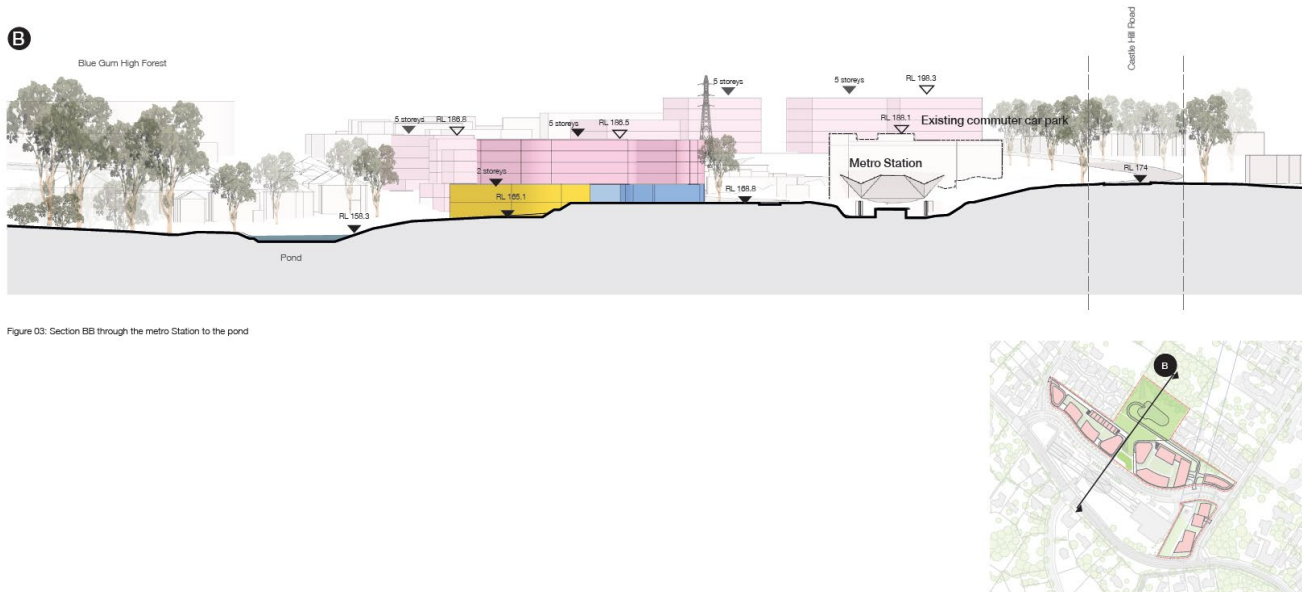 B
Castle Hill Road
Blue Gum High Forest
5 storeys
5 storeys
RL 198.3
5 storeys
RL 186.8
5 storeys
RL 186.5
RL 188.1
Existing commuter car park
Metro Station
2 storeys
RL 174
RL 165.1
RL 168.8
RL 158.3
Pond
Figure 03: Section BB through the metro Station to the pond
B